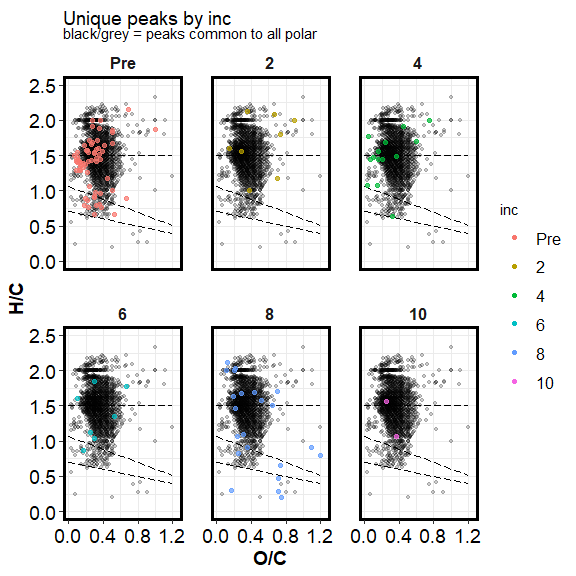 Unique peaks by inc
black/grey = peaks common to all polar
Pre 2 4
2.5
2.0
1.5
1.0
0.5
0.0
H/C
6 8 10
2.5
2.0
1.5
1.0
0.5
0.0
0.0 0.4 0.8 1.2 0.0 0.4 0.8 1.2 0.0 0.4 0.8 1.2
O/C
inc
Pre
2
4
6
8
10